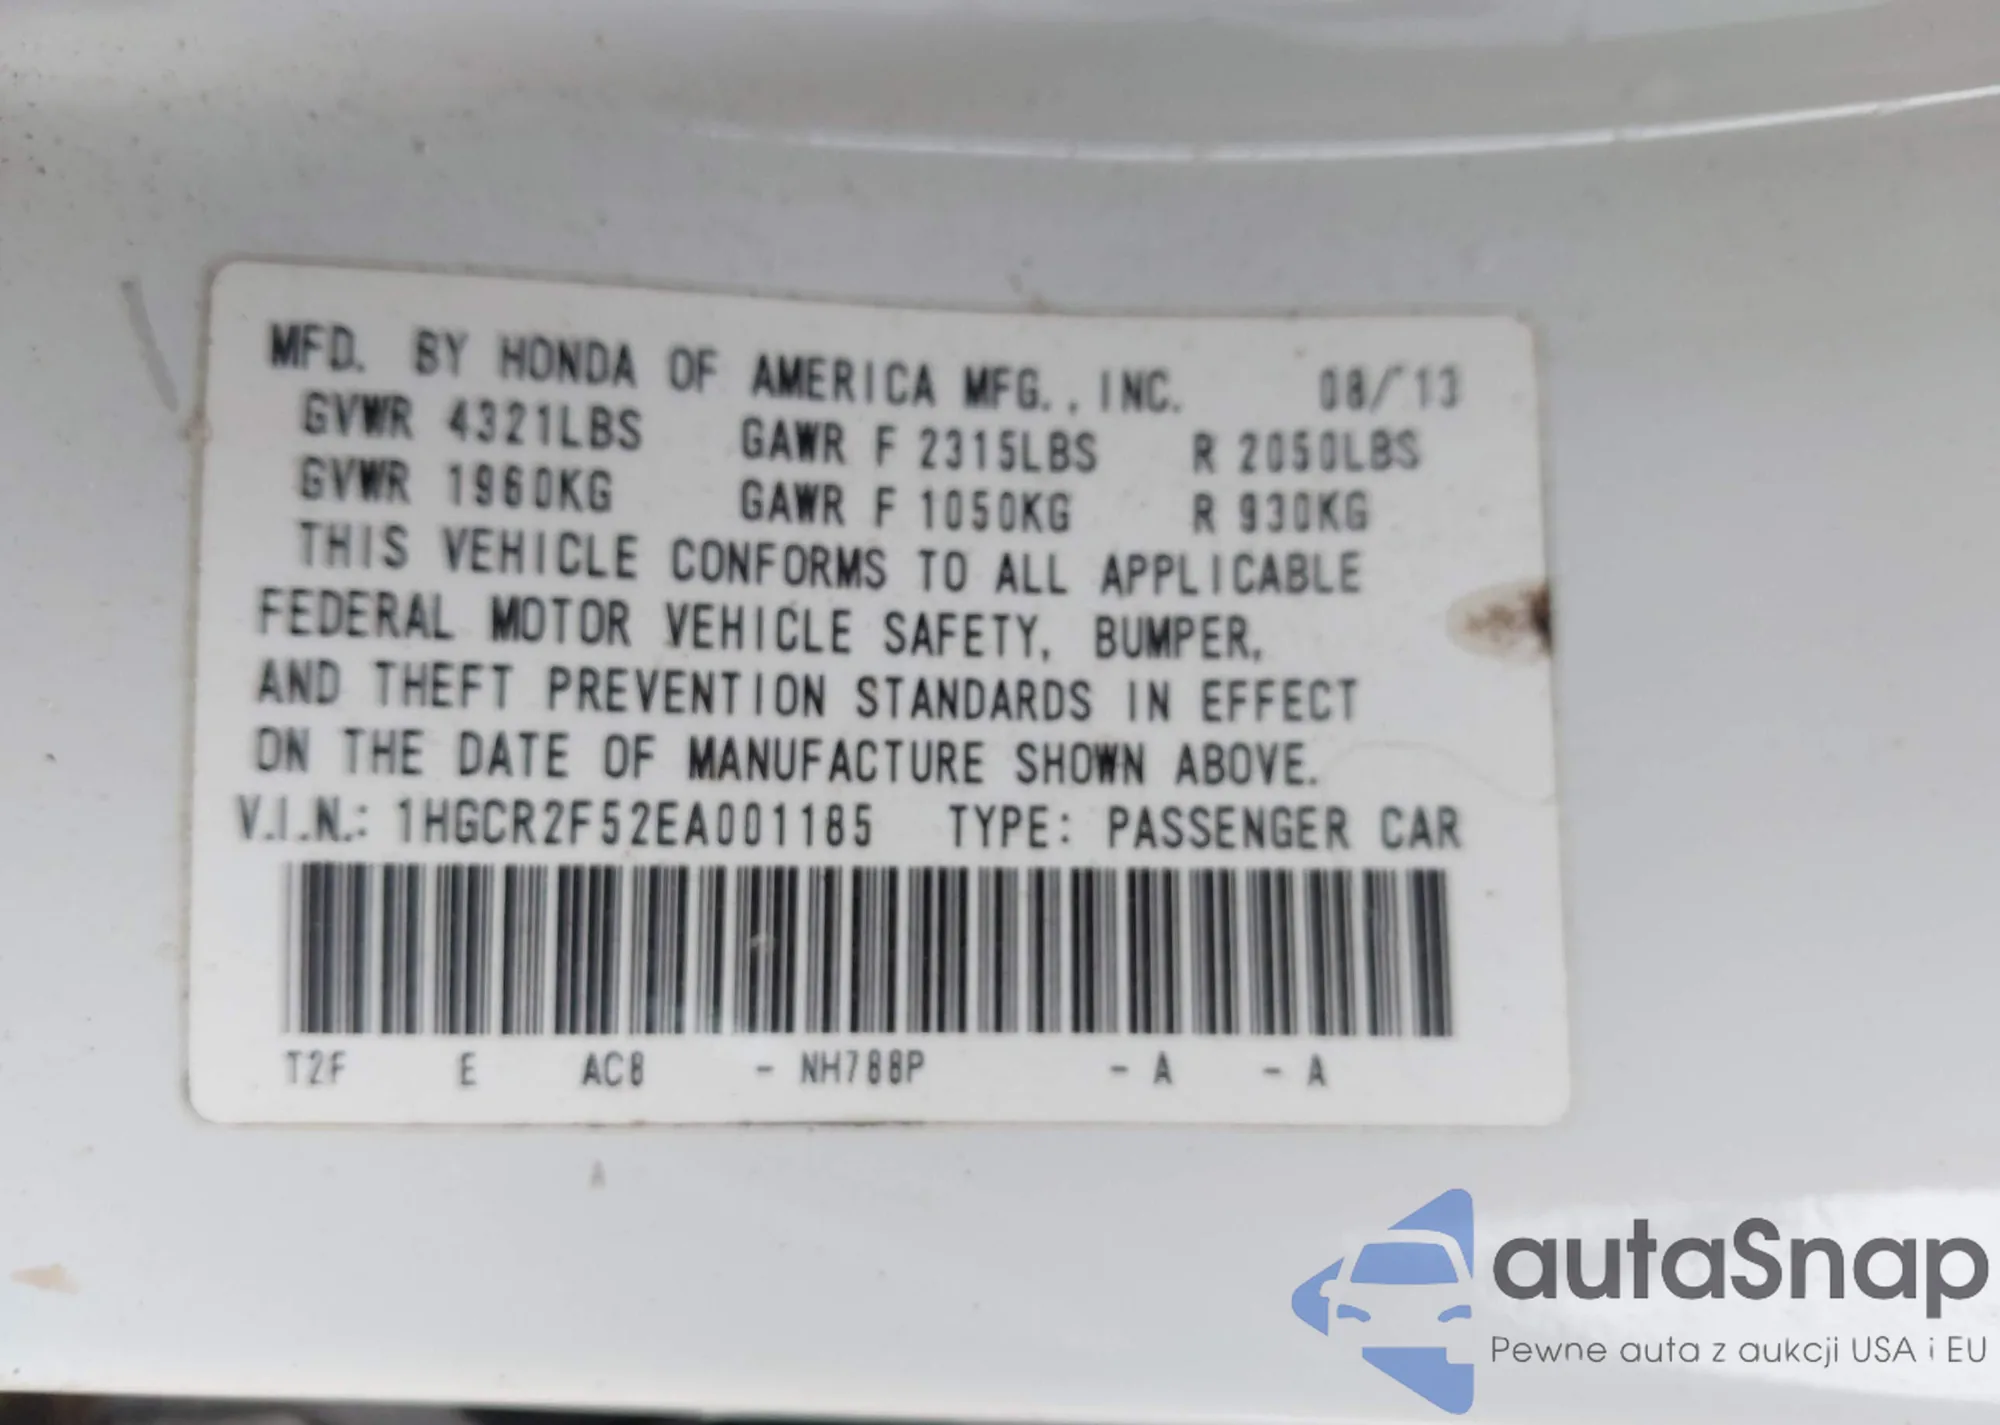 MFD. BY HONDA OF AMERICA MFG., INC. 08/13
GVWR 4321LBS GAWR F 2315LBS R 2050LBS
GVWR 1960KG GAWR F 1050KG R 930KG
THIS VEHICLE CONFORMS TO ALL APPLICABLE
FEDERAL MOTOR VEHICLE SAFETY, BUMPER,
AND THEFT PREVENTION STANDARDS IN EFFECT
ON THE DATE OF MANUFACTURE SHOWN ABOVE.
V.I.N.: 1HGCR2F52EA001185 TYPE: PASSENGER CAR
T2F E AC8 - NH788P - A - A
autaSnap
Pewne auta z aukcji USA i EU